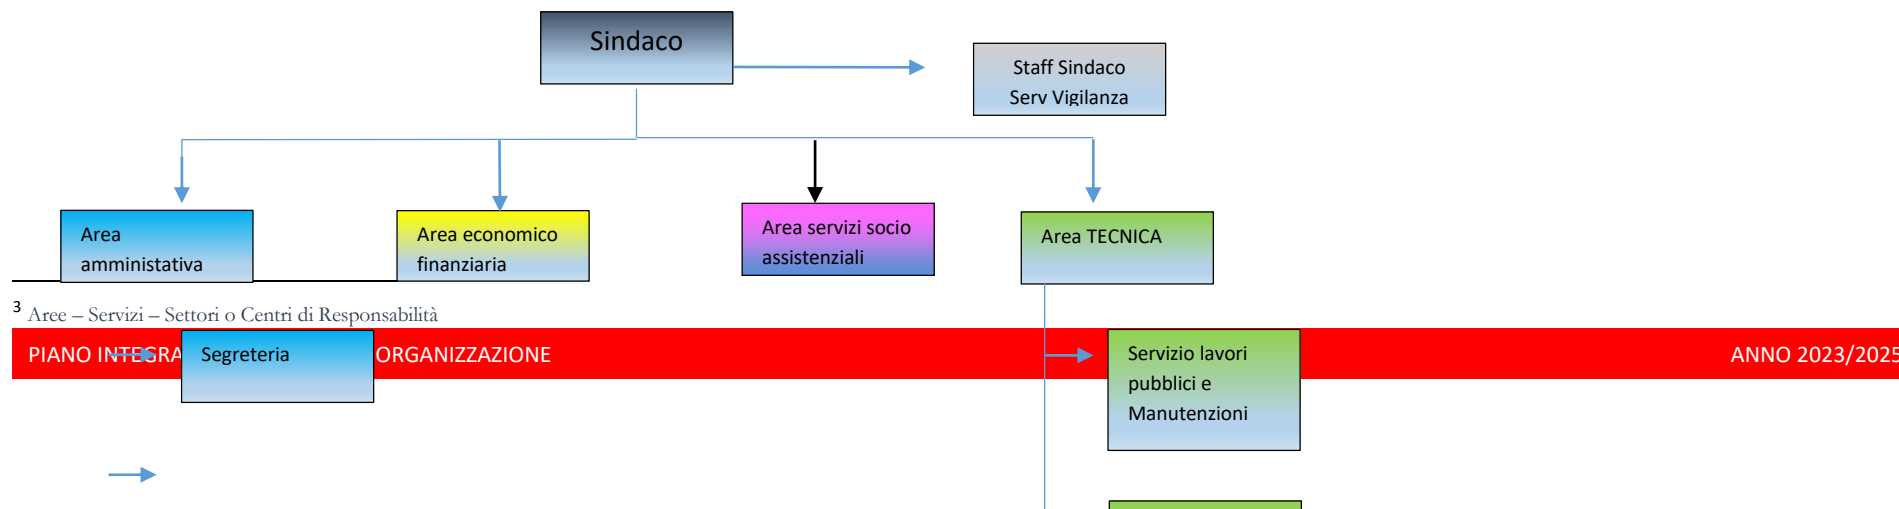 Sindaco
Staff Sindaco
Serv Vigilanza
Area
amministativa
Area economico
finanziaria
Area servizi socio
assistenziali
Area TECNICA
3 Aree – Servizi – Settori o Centri di Responsabilità
PIANO INTEGRA
ORGANIZZAZIONE
ANNO 2023/2025
Segreteria
Servizio lavori
pubblici e
Manutenzioni